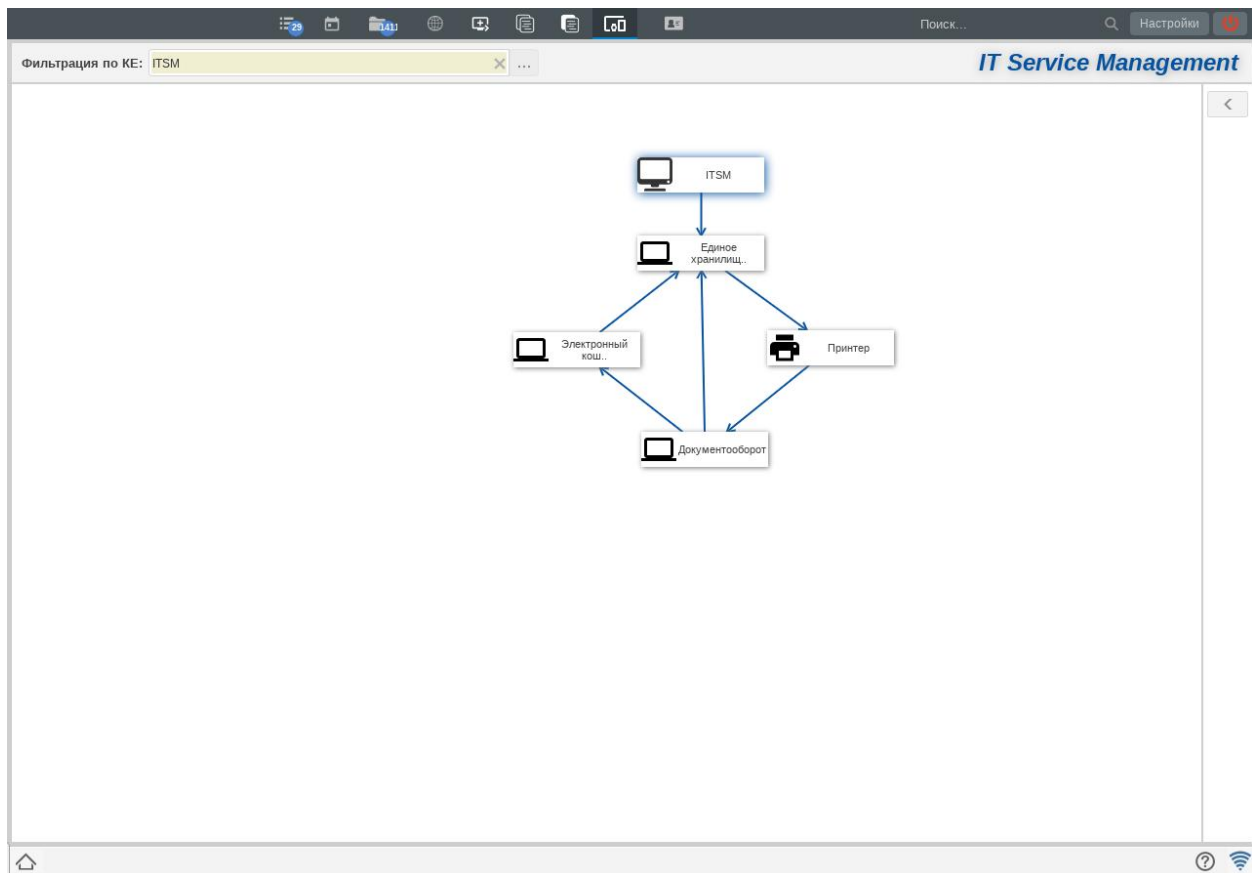 29
1411
Поиск...
Настройки
Фильтрация по КЕ:
ITSM
...
IT Service Management
ITSM
Единое
хранилищ..
Электронный
кош..
Принтер
Документооборот